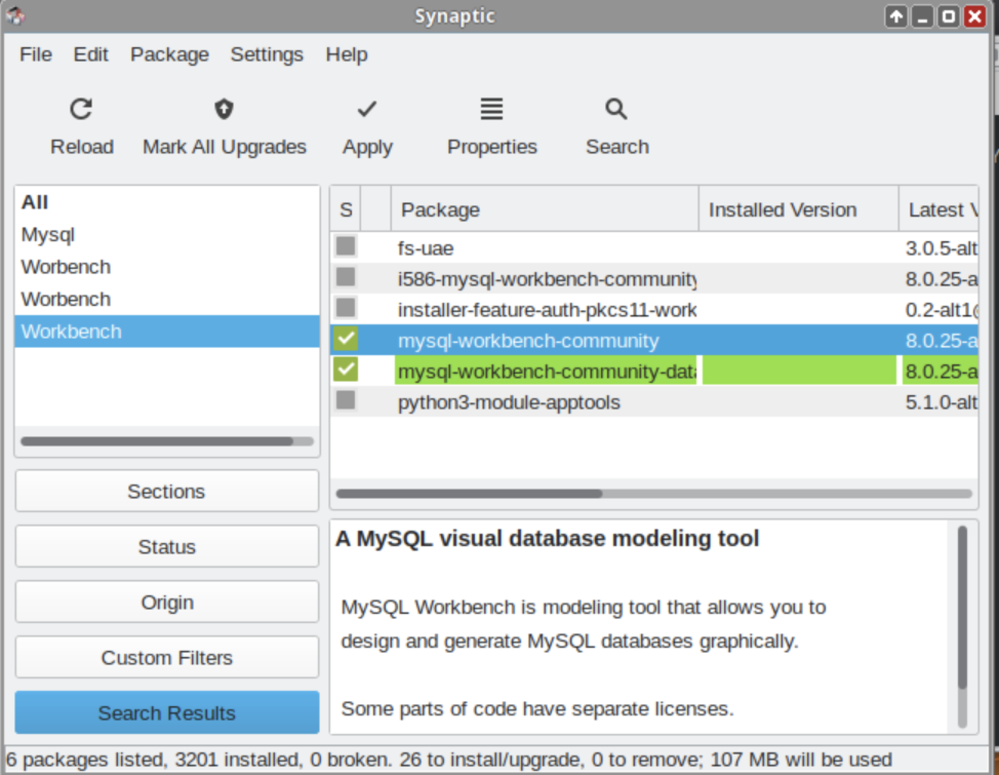 Synaptic
File Edit Package Settings Help
Reload Mark All Upgrades Apply Properties Search
All
Mysql
Worbench
Worbench
Workbench
Sections
Status
Origin
Custom Filters
Search Results
S Package Installed Version Latest
fs-uae 3.0.5-alt
i586-mysql-workbench-community 8.0.25-a
installer-feature-auth-pkcs11-work 0.2-alt1
mysql-workbench-community 8.0.25-a
mysql-workbench-community-data 8.0.25-a
python3-module-apptools 5.1.0-alt
A MySQL visual database modeling tool
MySQL Workbench is modeling tool that allows you to
design and generate MySQL databases graphically.
Some parts of code have separate licenses.
6 packages listed, 3201 installed, 0 broken. 26 to install/upgrade, 0 to remove; 107 MB will be used